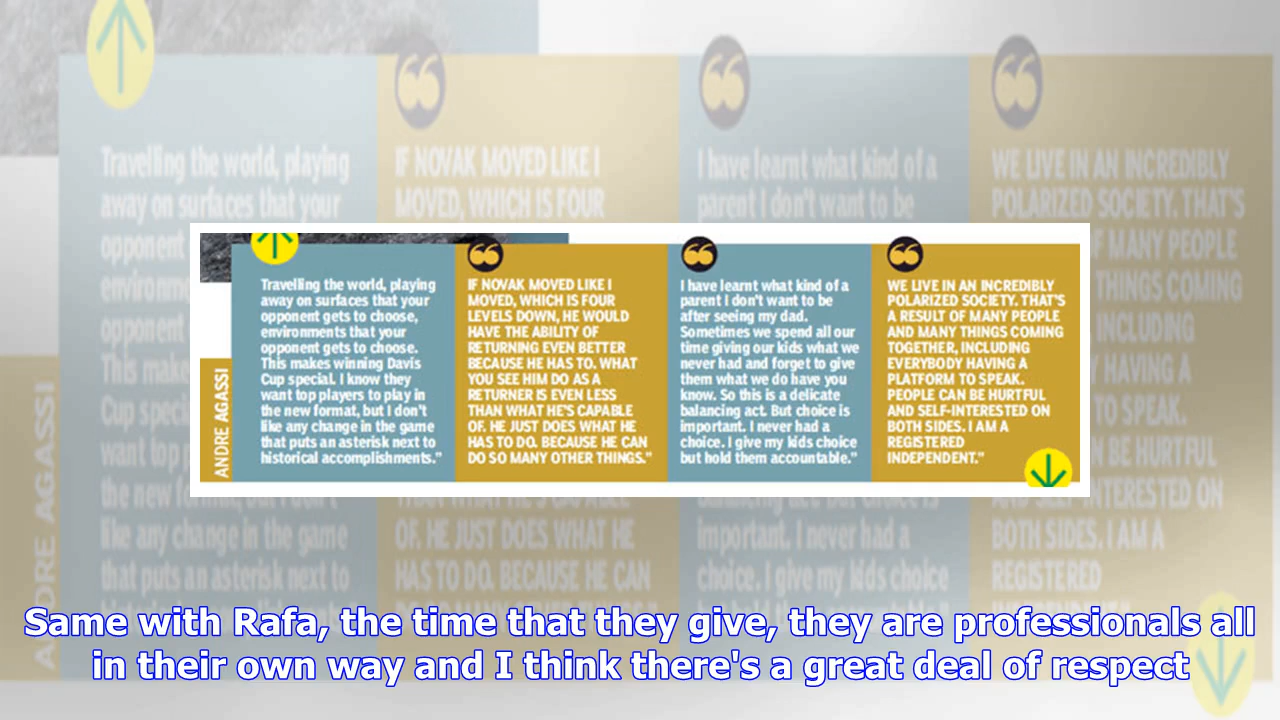 ANDRE AGASSI
Travelling the world, playing
away on surfaces that your
opponent gets to choose,
environments that your
opponent gets to choose.
This makes winning Davis
Cup special. I know they
want top players to play in
the new format, but I don't
like any change in the game
that puts an asterisk next to
historical accomplishments."
IF NOVAK MOVED LIKE I
MOVED, WHICH IS FOUR
LEVELS DOWN, HE WOULD
HAVE THE ABILITY OF
RETURNING EVEN BETTER
BECAUSE HE HAS TO. WHAT
YOU SEE HIM DO AS A
RETURNER IS EVEN LESS
THAN WHAT HE'S CAPABLE
OF. HE JUST DOES WHAT HE
HAS TO DO. BECAUSE HE CAN
DO SO MANY OTHER THINGS."
I have learnt what kind of a
parent I don't want to be
after seeing my dad.
Sometimes we spend all our
time giving our kids what we
never had and forget to give
them what we do have you
know. So this is a delicate
balancing act. But choice is
important. I never had a
choice. I give my kids choice
but hold them accountable."
WE LIVE IN AN INCREDIBLY
POLARIZED SOCIETY. THAT'S
A RESULT OF MANY PEOPLE
AND MANY THINGS COMING
TOGETHER, INCLUDING
EVERYBODY HAVING A
PLATFORM TO SPEAK.
PEOPLE CAN BE HURTFUL
AND SELF-INTERESTED ON
BOTH SIDES. I AM A
REGISTERED
INDEPENDENT."
Same with Rafa, the time that they give, they are professionals all
in their own way and I think there's a great deal of respect